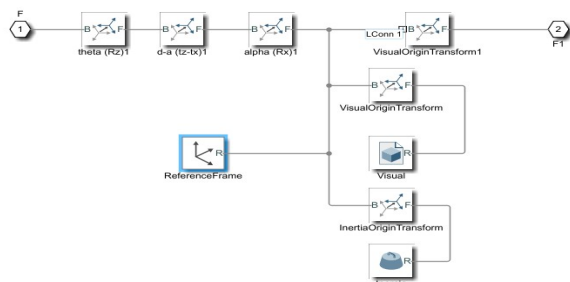 F
1
B F
theta (Rz)1
B F
d-a (tz-tx)1
B F
alpha (Rx)1
LConn 1
B F
VisualOriginTransform1
2
F1
B F
VisualOriginTransform
R
ReferenceFrame
R
Visual
B F
InertiaOriginTransform
R